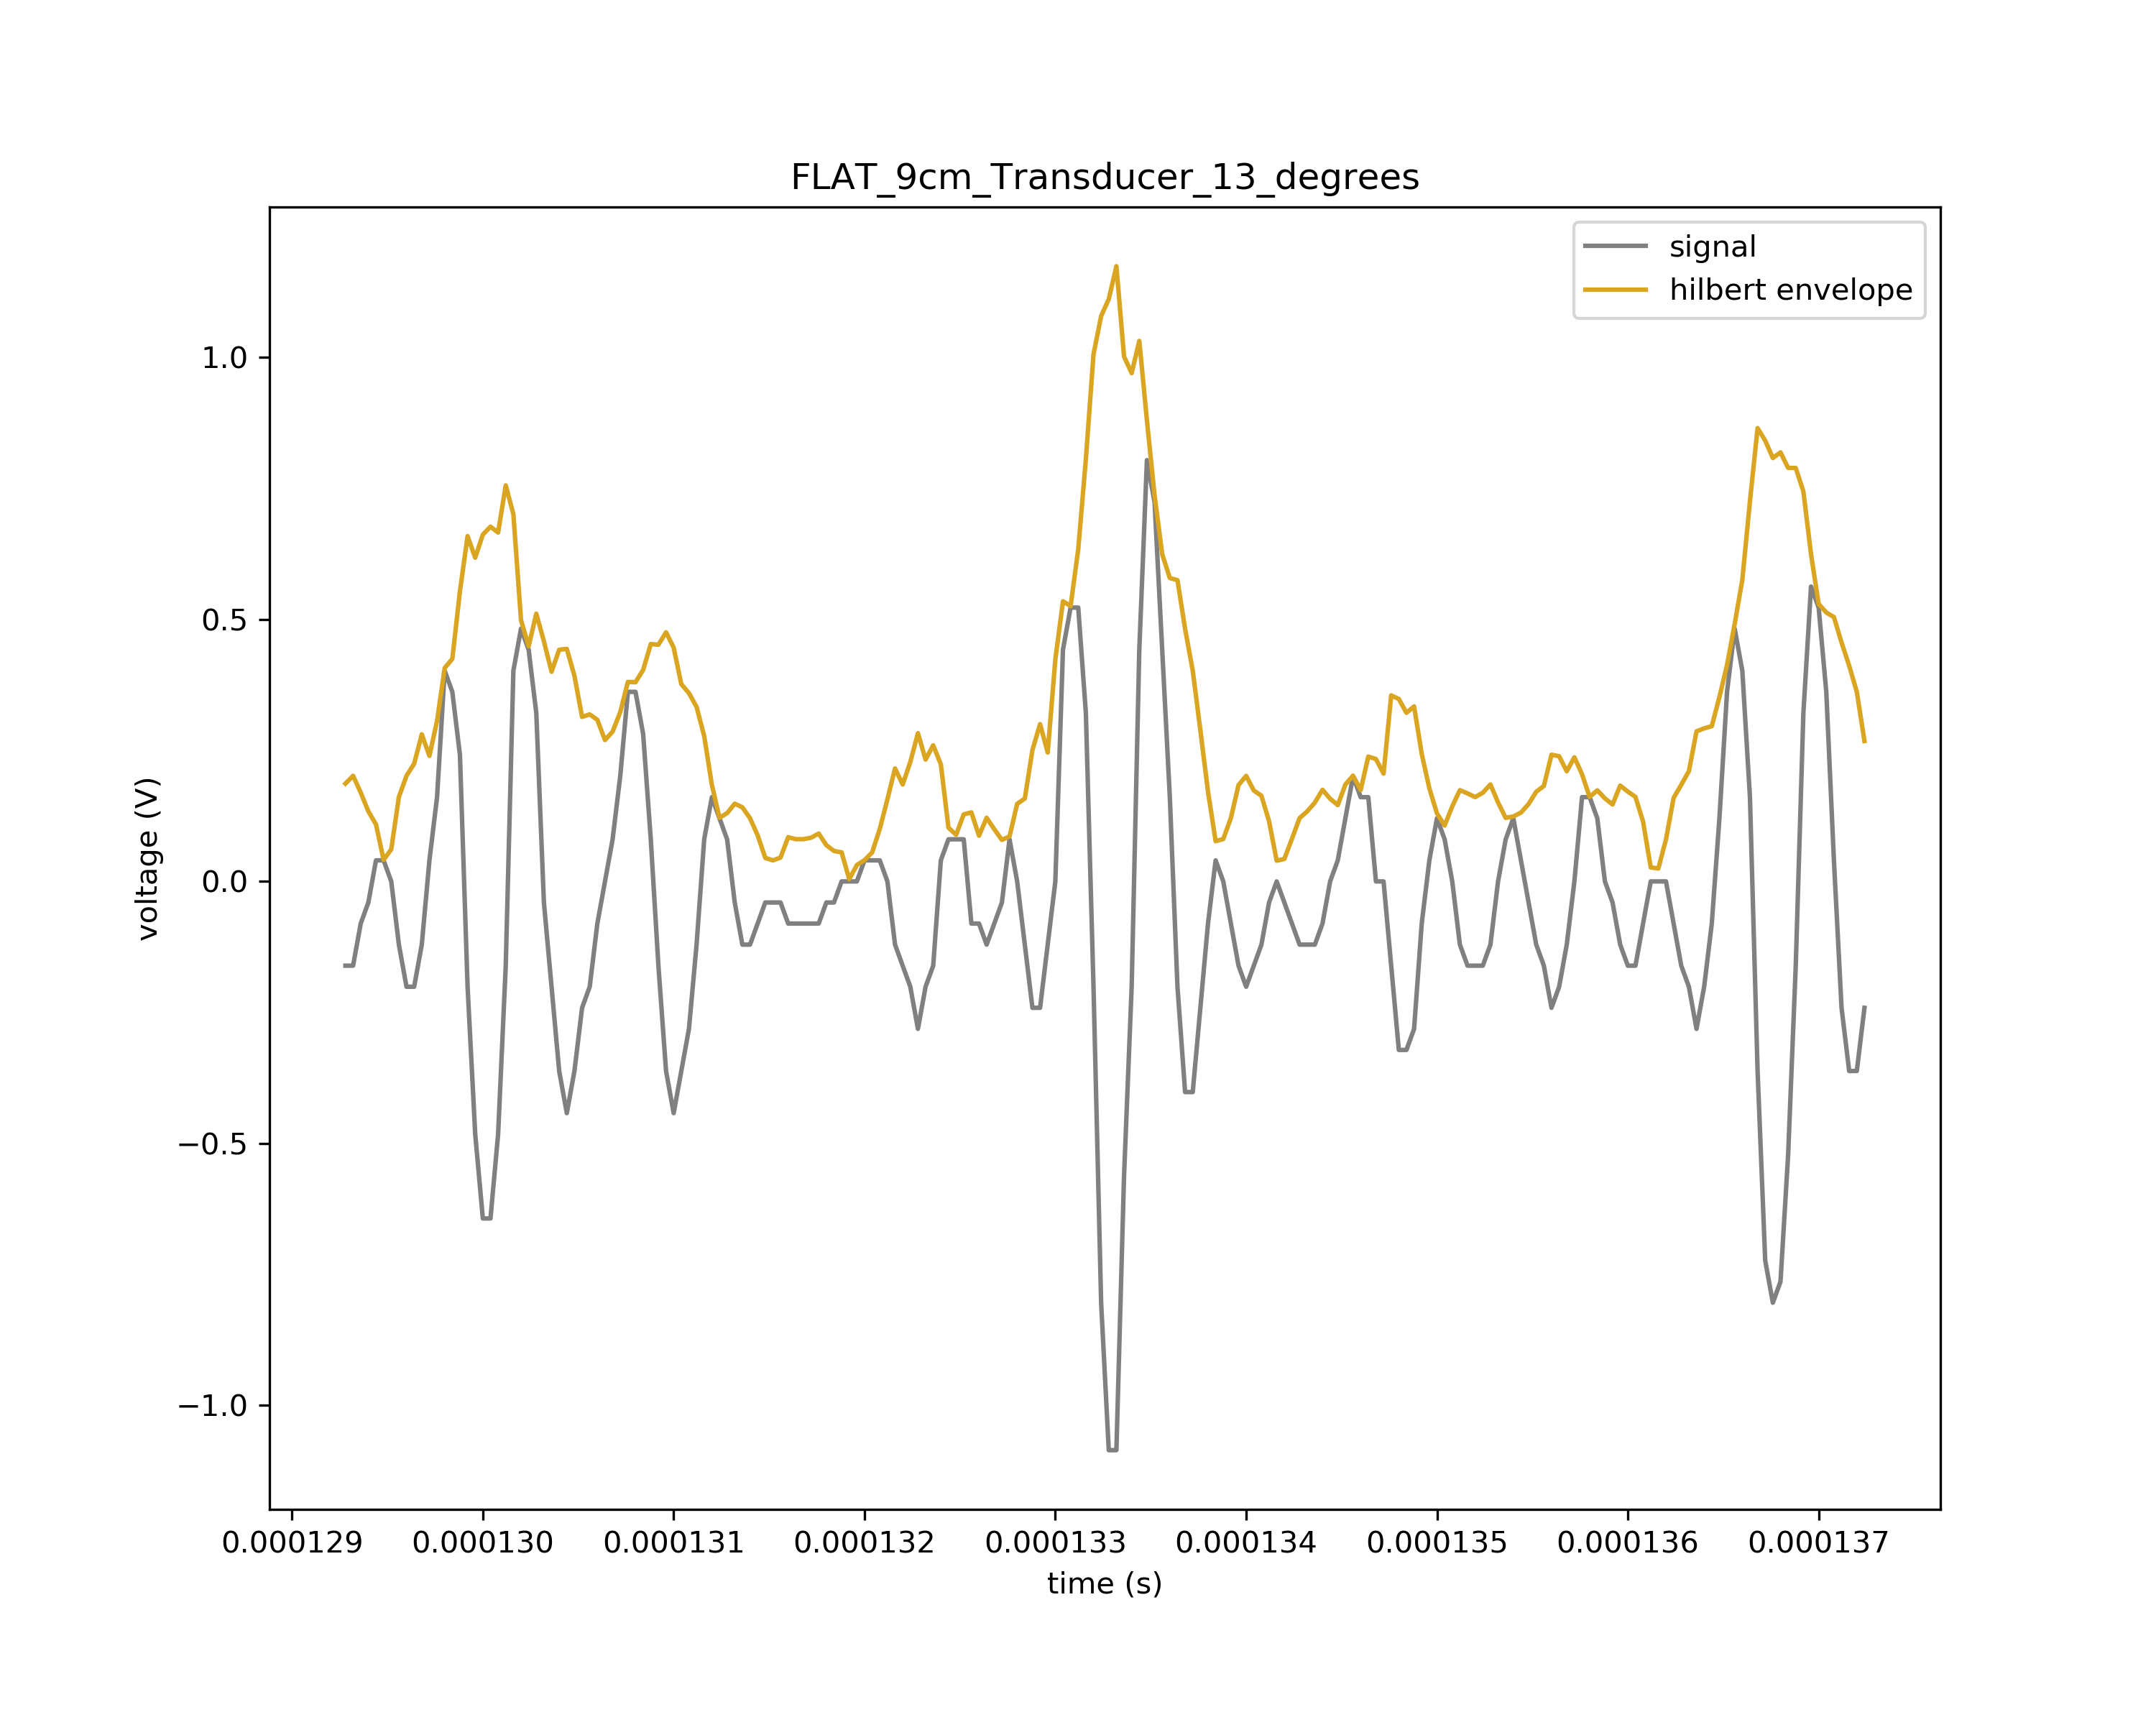 FLAT_9cm_Transducer_13_degrees
signal
hilbert envelope
voltage (V)
1.0
0.5
0.0
−0.5
−1.0
0.000129 0.000130 0.000131 0.000132 0.000133 0.000134 0.000135 0.000136 0.000137
time (s)